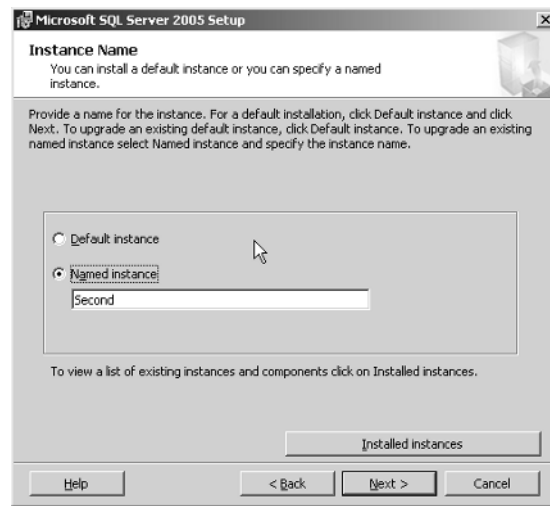 Microsoft SQL Server 2005 Setup
Instance Name
You can install a default instance or you can specify a named
instance.
Provide a name for the instance. For a default installation, click Default instance and click
Next. To upgrade an existing default instance, click Default instance. To upgrade an existing
named instance select Named instance and specify the instance name.
Default instance
Named instance
Second
To view a list of existing instances and components click on Installed instances.
Installed instances
Help
< Back
Next >
Cancel